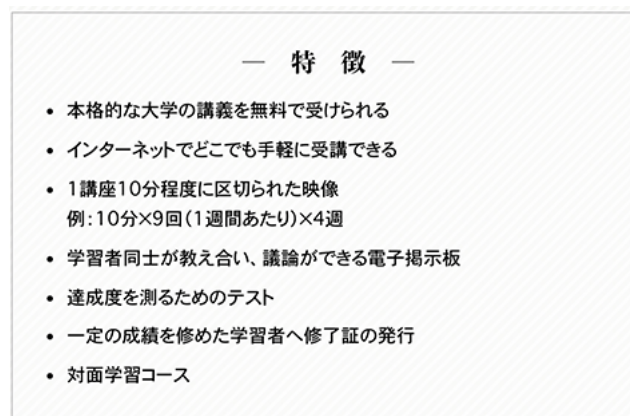 — 特 徴 —
• 本格的な大学の講義を無料で受けられる
• インターネットでどこでも手軽に受講できる
• 1講座10分程度に区切られた映像
例：10分×9回(1週間あたり)×4週
• 学習者同士が教え合い、議論ができる電子掲示板
• 達成度を測るためのテスト
• 一定の成績を修めた学習者へ修了証の発行
• 対面学習コース